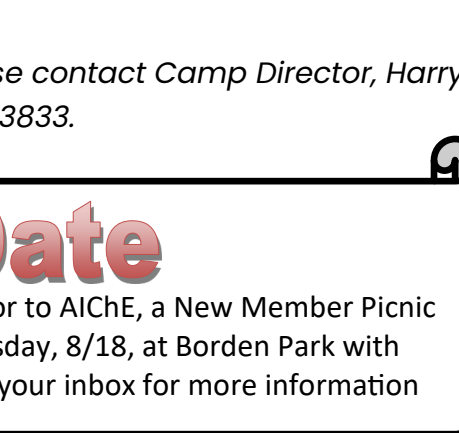 se contact Camp Director, Harry
3833.
Date
or to AIChE, a New Member Picnic
sday, 8/18, at Borden Park with
your inbox for more information